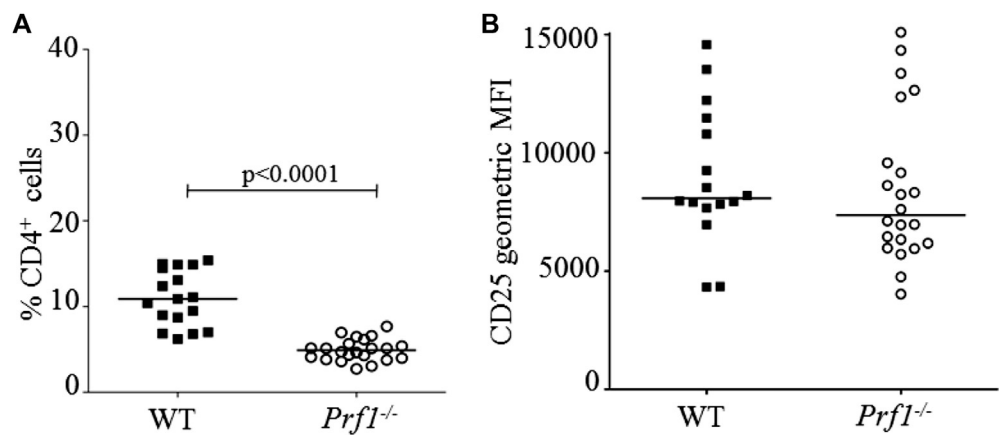 A
% CD4⁺ cells
40
30
20
10
0
p<0.0001
WT
Prf1⁻/⁻
B
CD25 geometric MFI
15000
10000
5000
0
WT
Prf1⁻/⁻